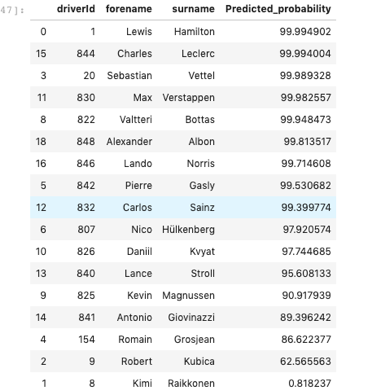 47]:
driverId forename surname Predicted_probability
0 1 Lewis Hamilton 99.994902
15 844 Charles Leclerc 99.994004
3 20 Sebastian Vettel 99.989328
11 830 Max Verstappen 99.982557
8 822 Valtteri Bottas 99.948473
18 848 Alexander Albon 99.813517
16 846 Lando Norris 99.714608
5 842 Pierre Gasly 99.530682
12 832 Carlos Sainz 99.399774
6 807 Nico Hülkenberg 97.920574
10 826 Daniil Kvyat 97.744685
13 840 Lance Stroll 95.608133
9 825 Kevin Magnussen 90.917939
14 841 Antonio Giovinazzi 89.396242
4 154 Romain Grosjean 86.622377
2 9 Robert Kubica 62.565563
1 8 Kimi Raikkonen 0.818237